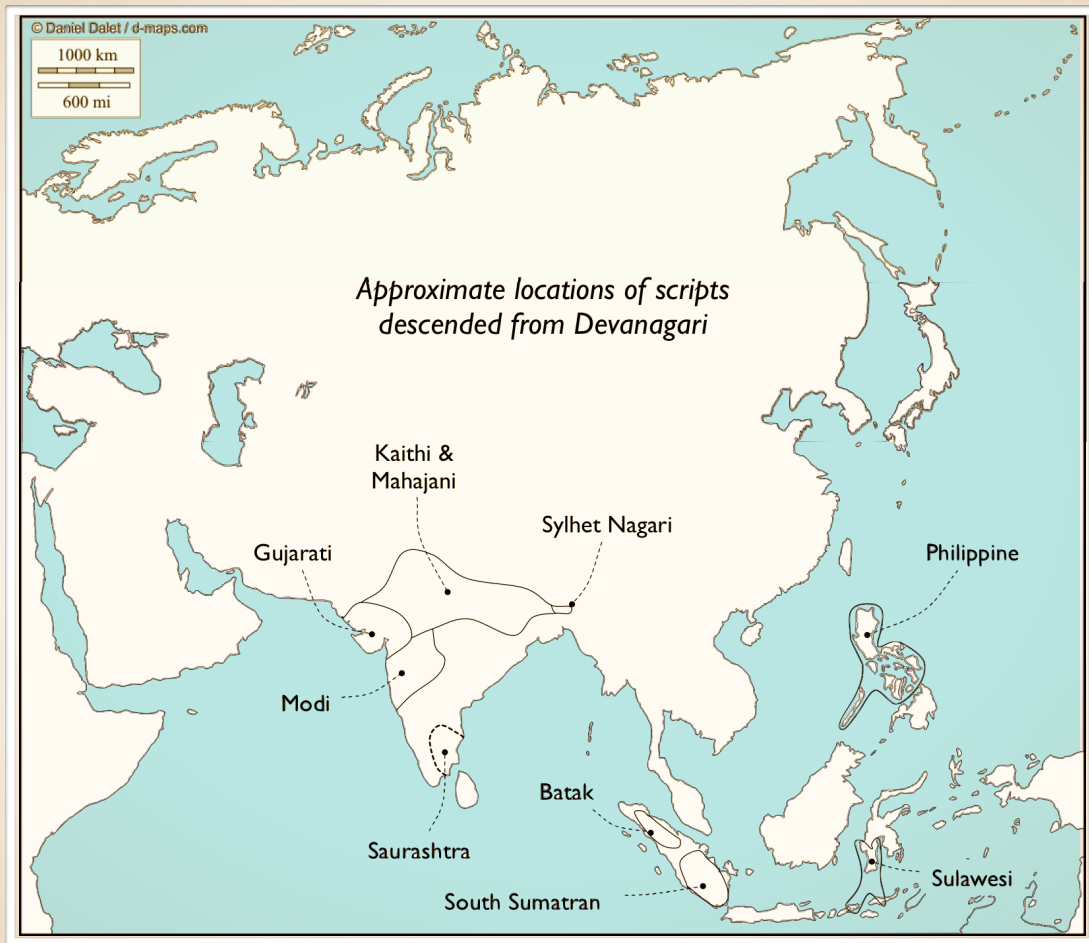 © Daniel Dalet / d-maps.com
1000 km
600 mi
Approximate locations of scripts
descended from Devanagari
Kaithi &
Mahajani
Sylhet Nagari
Gujarati
Philippine
Modi
Batak
Saurashtra
Sulawesi
South Sumatran